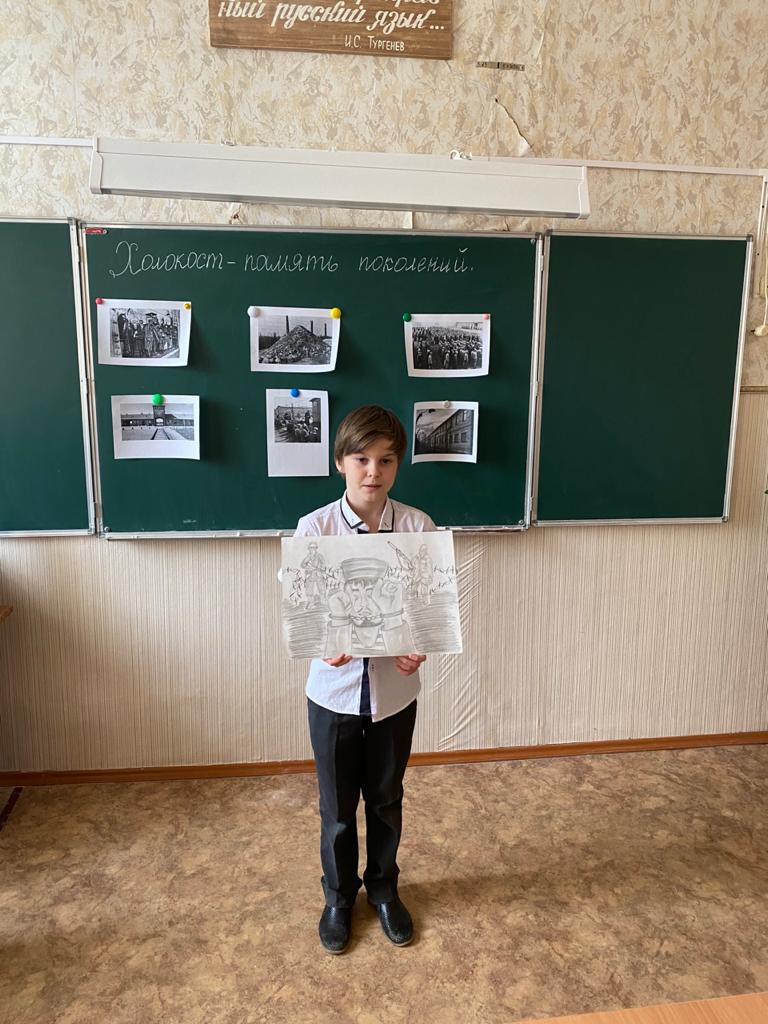 ный русский язык...
И.С. Тургенев
Холокост - память поколений.